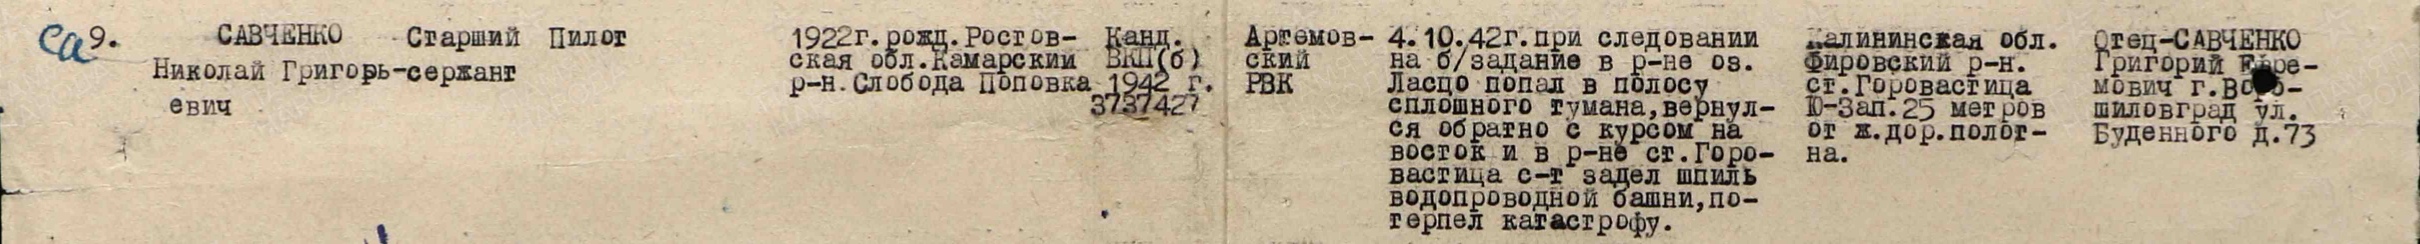 Са 9. САВЧЕНКО
Николай Григорь-
евич
Старший
сержант
Пилот
1922г.рожд.Ростов-
ская обл.Камарский
р-н.Слобода Поповка
Канд.
ВКП(б)
1942 г.
3737427
Артемов-
ский
РВК
4.10.42г.при следовании
на б/задание в р-не оз.
Ласцо попал в полосу
сплошного тумана,вернул-
ся обратно с курсом на
восток и в р-не ст.Горо-
вастица с-т задел шпиль
водопроводной башни,по-
терпел катастрофу.
Калининская обл.
Фировский р-н.
ст.Горовастица
Ю-Зап.25 метров
от ж.дор.полот-
на.
Отец-САВЧЕНКО
Григорий
мович г.Воро-
шиловград ул.
Буденного д.73